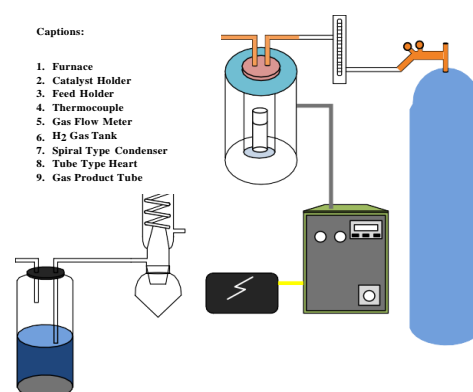 Captions:
1. Furnace
2. Catalyst Holder
3. Feed Holder
4. Thermocouple
5. Gas Flow Meter
6. H2 Gas Tank
7. Spiral Type Condenser
8. Tube Type Heart
9. Gas Product Tube